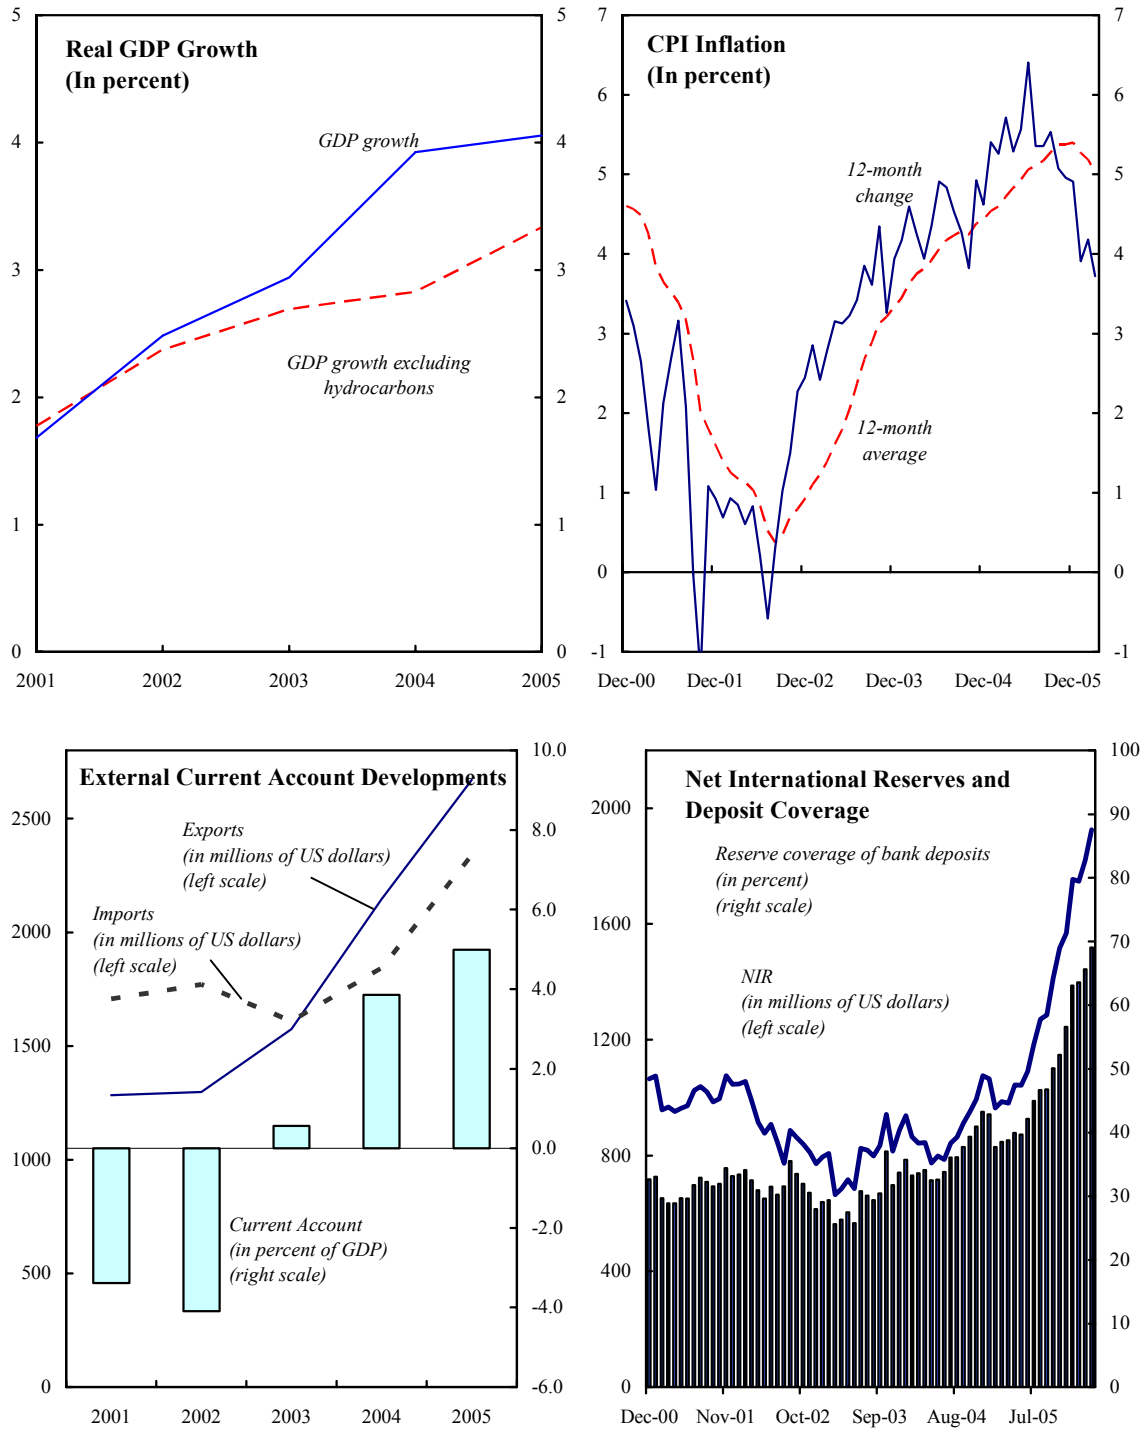 Real GDP Growth
(In percent)
5
4
3
2
1
0
5
4
3
2
1
0
GDP growth
GDP growth excluding
hydrocarbons
2001
2002
2003
2004
2005
CPI Inflation
(In percent)
7
6
5
4
3
2
1
0
-1
7
6
5
4
3
2
1
0
-1
12-month
change
12-month
average
Dec-00
Dec-01
Dec-02
Dec-03
Dec-04
Dec-05
External Current Account Developments
2500
2000
1500
1000
500
0
10.0
8.0
6.0
4.0
2.0
0.0
-2.0
-4.0
-6.0
Exports
(in millions of US dollars)
(left scale)
Imports
(in millions of US dollars)
(left scale)
Current Account
(in percent of GDP)
(right scale)
2001
2002
2003
2004
2005
Net International Reserves and
Deposit Coverage
2000
1600
1200
800
400
0
100
90
80
70
60
50
40
30
20
10
0
Reserve coverage of bank deposits
(in percent)
(right scale)
NIR
(in millions of US dollars)
(left scale)
Dec-00
Nov-01
Oct-02
Sep-03
Aug-04
Jul-05